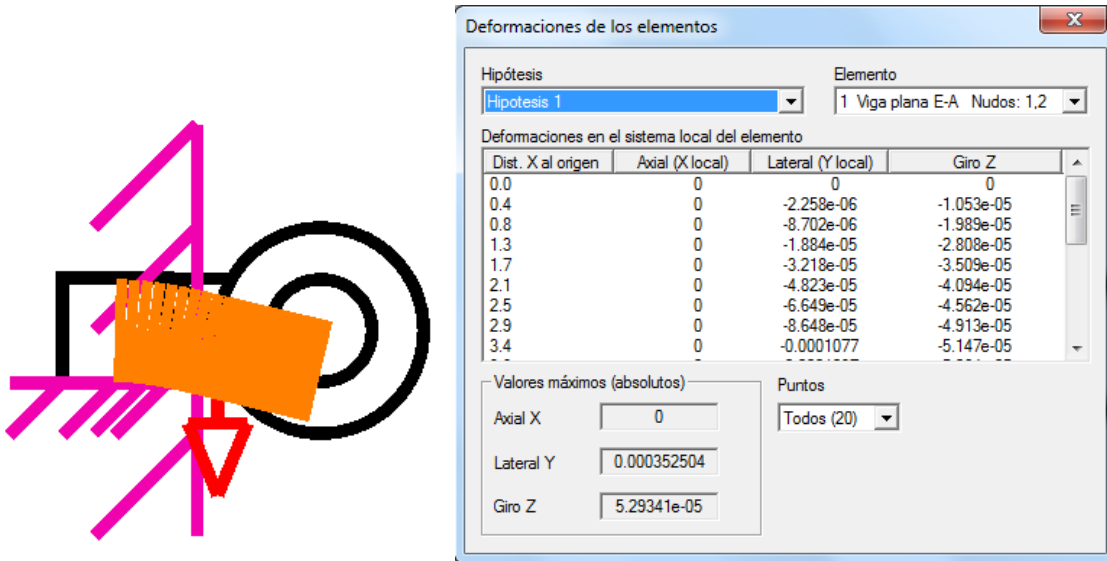 Deformaciones de los elementos
Hipótesis
Elemento
Hipotesis 1
1 Viga plana E-A Nudos: 1,2
Deformaciones en el sistema local del elemento
Dist. X al origen Axial (X local) Lateral (Y local) Giro Z
0.0 0 0 0
0.4 0 -2.258e-06 -1.053e-05
0.8 0 -8.702e-06 -1.989e-05
1.3 0 -1.884e-05 -2.808e-05
1.7 0 -3.218e-05 -3.509e-05
2.1 0 -4.823e-05 -4.094e-05
2.5 0 -6.649e-05 -4.562e-05
2.9 0 -8.648e-05 -4.913e-05
3.4 0 -0.0001077 -5.147e-05
Valores máximos (absolutos)
Puntos
Axial X 0
Todos (20)
Lateral Y 0.000352504
Giro Z 5.29341e-05